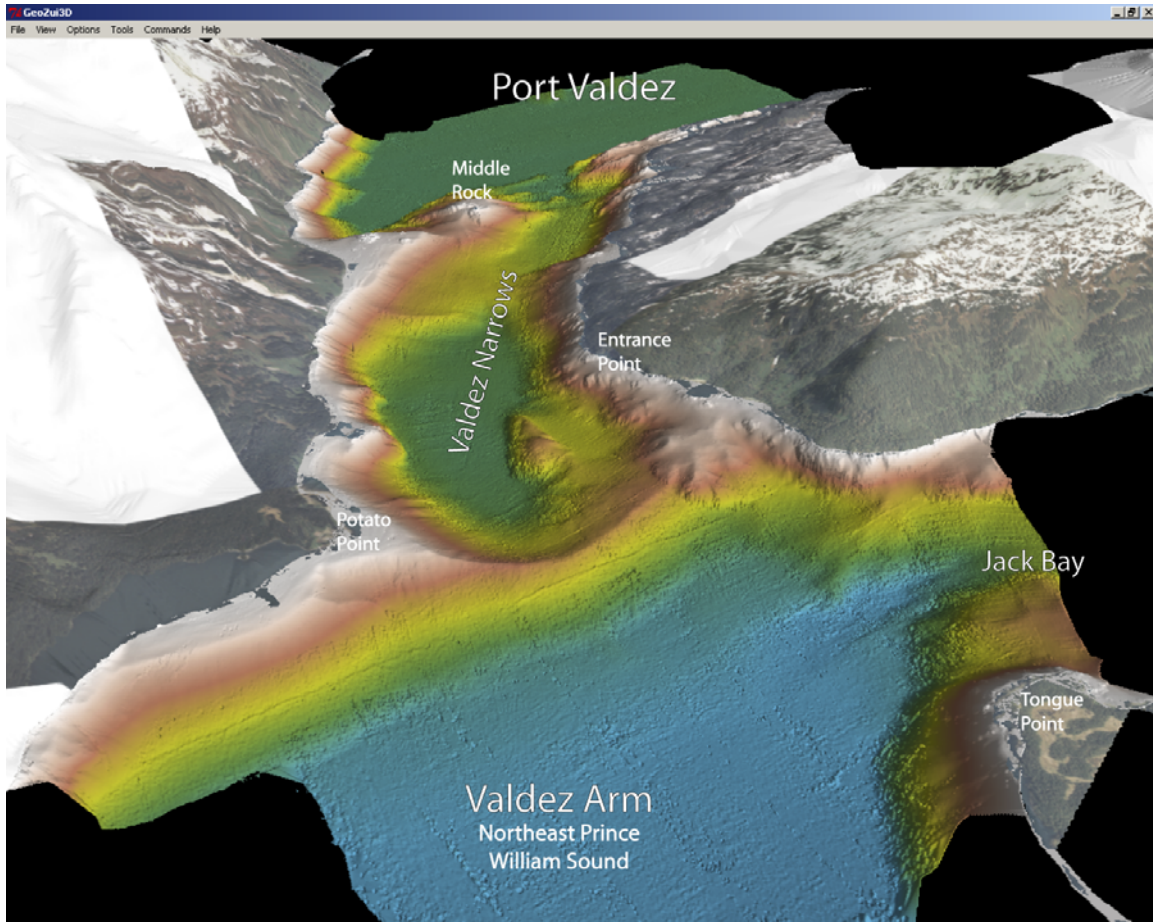 GeoZui3D
File View Options Tools Commands Help
Port Valdez
Middle
Rock
Valdez Narrows
Entrance
Point
Potato
Point
Jack Bay
Tongue
Point
Valdez Arm
Northeast Prince
William Sound